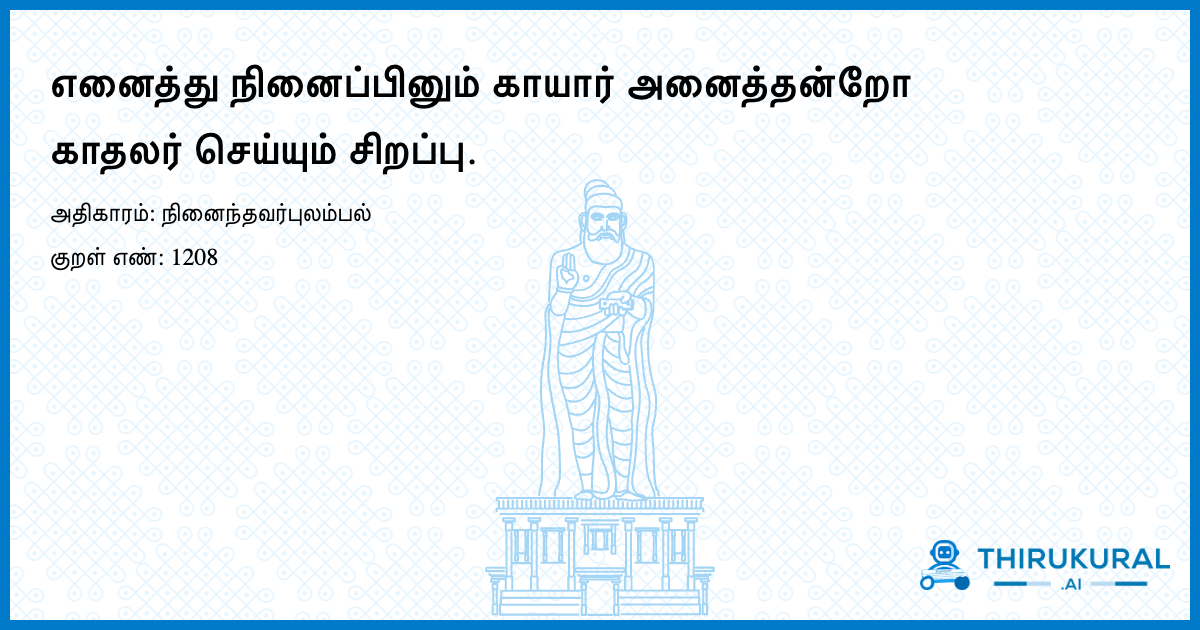 எனைத்து நினைப்பினும் காயார் அனைத்தன்றோ
காதலர் செய்யும் சிறப்பு.
அதிகாரம்: நினைந்தவர்புலம்பல்
குறள் எண்: 1208
THIRUKURAL
.AI